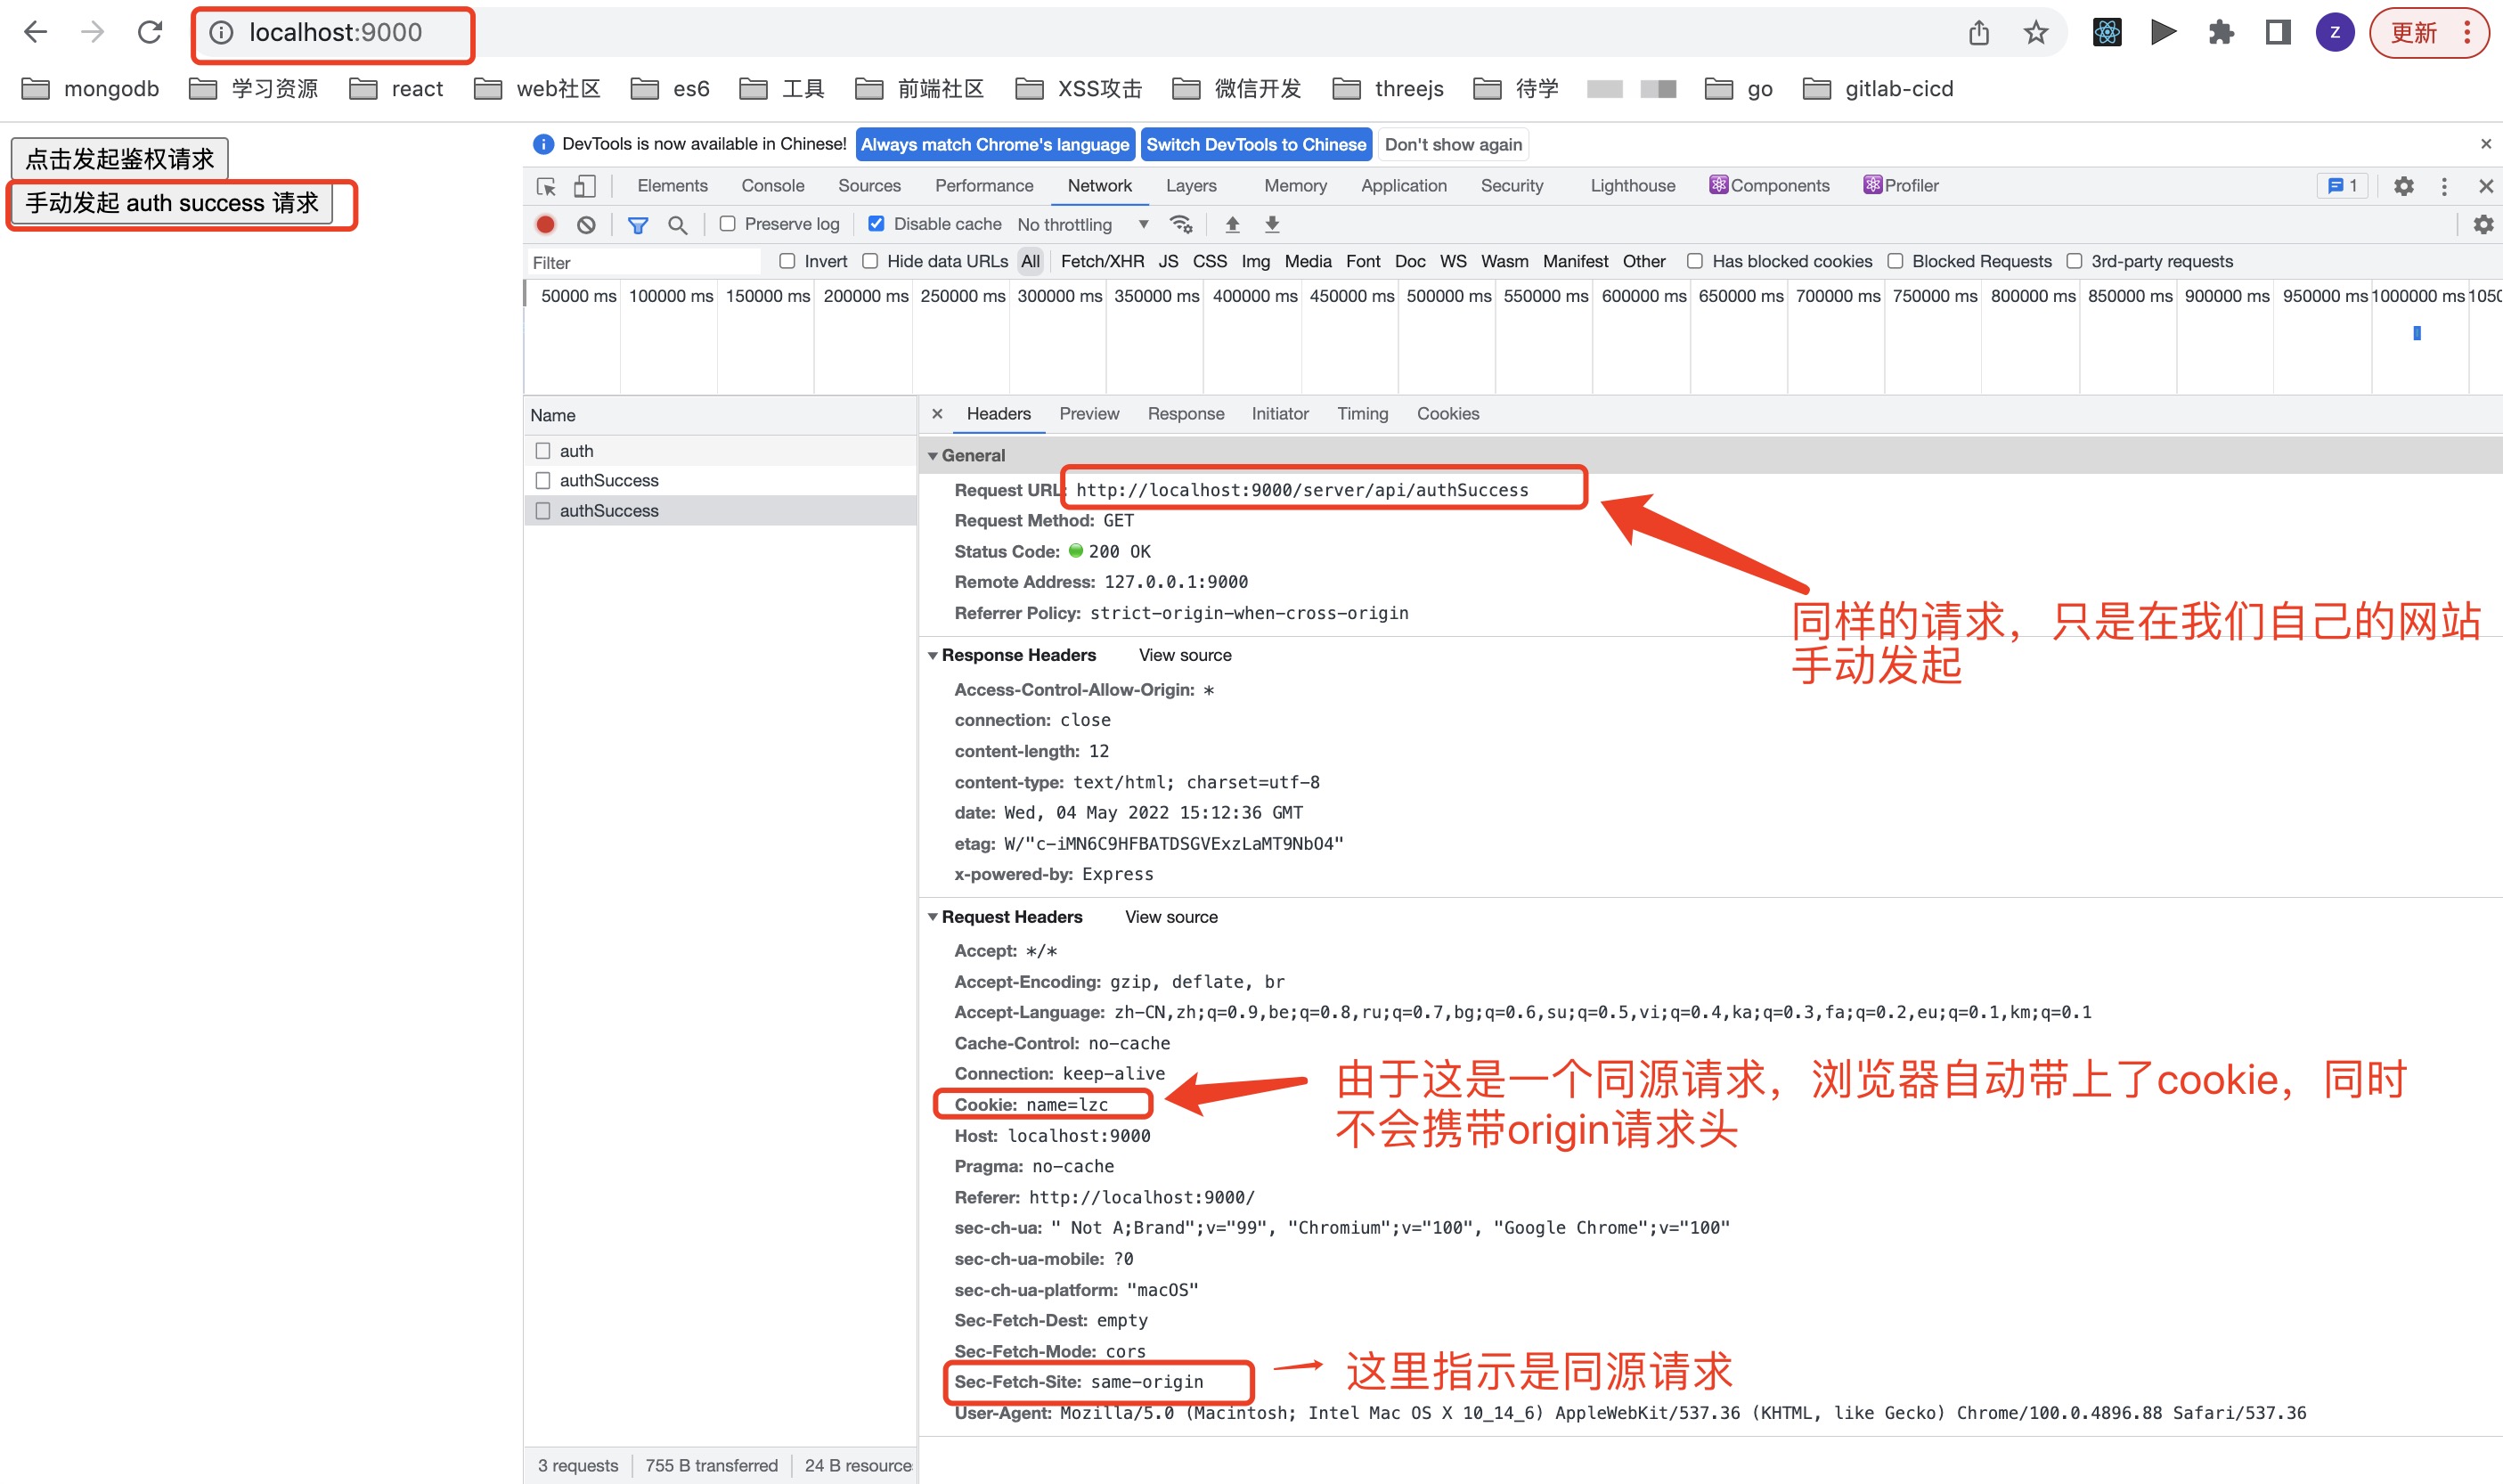 localhost:9000
更新
mongodb 学习资源 react web社区 es6 工具 前端社区 XSS攻击 微信开发 threejs 待学 go gitlab-cicd
点击发起鉴权请求
手动发起 auth success 请求
DevTools is now available in Chinese! Always match Chrome's language Switch DevTools to Chinese Don't show again
Elements Console Sources Performance Network Layers Memory Application Security Lighthouse Components Profiler 1
Preserve log Disable cache No throttling
Filter Invert Hide data URLs All Fetch/XHR JS CSS Img Media Font Doc WS Wasm Manifest Other Has blocked cookies Blocked Requests 3rd-party requests
50000 ms 100000 ms 150000 ms 200000 ms 250000 ms 300000 ms 350000 ms 400000 ms 450000 ms 500000 ms 550000 ms 600000 ms 650000 ms 700000 ms 750000 ms 800000 ms 850000 ms 900000 ms 950000 ms 1000000 ms
Name
auth
authSuccess
authSuccess
3 requests 755 B transferred 24 B resource
Headers Preview Response Initiator Timing Cookies
General
Request URL: http://localhost:9000/server/api/authSuccess
Request Method: GET
Status Code: 200 OK
Remote Address: 127.0.0.1:9000
Referrer Policy: strict-origin-when-cross-origin
同样的请求，只是在我们自己的网站
手动发起
Response Headers View source
Access-Control-Allow-Origin: *
connection: close
content-length: 12
content-type: text/html; charset=utf-8
date: Wed, 04 May 2022 15:12:36 GMT
etag: W/"c-iMN6C9HFBATDSGVExzLaMT9NbO4"
x-powered-by: Express
Request Headers View source
Accept: */*
Accept-Encoding: gzip, deflate, br
Accept-Language: zh-CN,zh;q=0.9,be;q=0.8,ru;q=0.7,bg;q=0.6,su;q=0.5,vi;q=0.4,ka;q=0.3,fa;q=0.2,eu;q=0.1,km;q=0.1
Cache-Control: no-cache
Connection: keep-alive
Cookie: name=lzc
由于这是一个同源请求，浏览器自动带上了cookie，同时
不会携带origin请求头
Host: localhost:9000
Pragma: no-cache
Referer: http://localhost:9000/
sec-ch-ua: " Not A;Brand";v="99", "Chromium";v="100", "Google Chrome";v="100"
sec-ch-ua-mobile: ?0
sec-ch-ua-platform: "macOS"
Sec-Fetch-Dest: empty
Sec-Fetch-Mode: cors
Sec-Fetch-Site: same-origin
这里指示是同源请求
User-Agent: Mozilla/5.0 (Macintosh; Intel Mac OS X 10_14_6) AppleWebKit/537.36 (KHTML, like Gecko) Chrome/100.0.4896.88 Safari/537.36